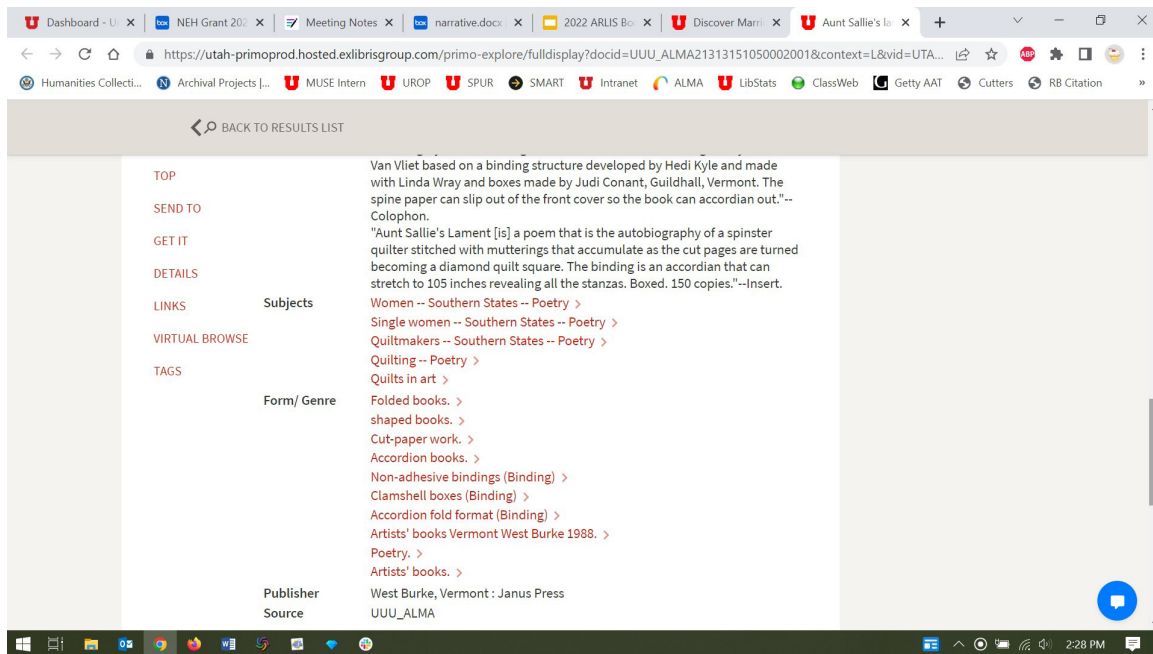 Dashboard - U
NEH Grant 202
Meeting Notes
narrative.docx
2022 ARLIS Bo
Discover Marri
Aunt Sallie's la
https://utah-primoprod.hosted.exlibrisgroup.com/primo-explore/fulldisplay?docid=UUU_ALMA21313151050002001&context=L&vid=UTA...
ABP
Humanities Collecti...
Archival Projects |...
MUSE Intern
UROP
SPUR
SMART
Intranet
ALMA
LibStats
ClassWeb
Getty AAT
Cutters
RB Citation
»
BACK TO RESULTS LIST
TOP
SEND TO
GET IT
DETAILS
LINKS
VIRTUAL BROWSE
TAGS
Van Vliet based on a binding structure developed by Hedi Kyle and made
with Linda Wray and boxes made by Judi Conant, Guildhall, Vermont. The
spine paper can slip out of the front cover so the book can accordian out."--
Colophon.
"Aunt Sallie's Lament [is] a poem that is the autobiography of a spinster
quilter stitched with mutterings that accumulate as the cut pages are turned
becoming a diamond quilt square. The binding is an accordian that can
stretch to 105 inches revealing all the stanzas. Boxed. 150 copies."--Insert.
Subjects
Women -- Southern States -- Poetry >
Single women -- Southern States -- Poetry >
Quiltmakers -- Southern States -- Poetry >
Quilting -- Poetry >
Quilts in art >
Form/ Genre
Folded books. >
shaped books. >
Cut-paper work. >
Accordion books. >
Non-adhesive bindings (Binding) >
Clamshell boxes (Binding) >
Accordion fold format (Binding) >
Artists' books Vermont West Burke 1988. >
Poetry. >
Artists' books. >
Publisher
West Burke, Vermont : Janus Press
Source
UUU_ALMA
2:28 PM